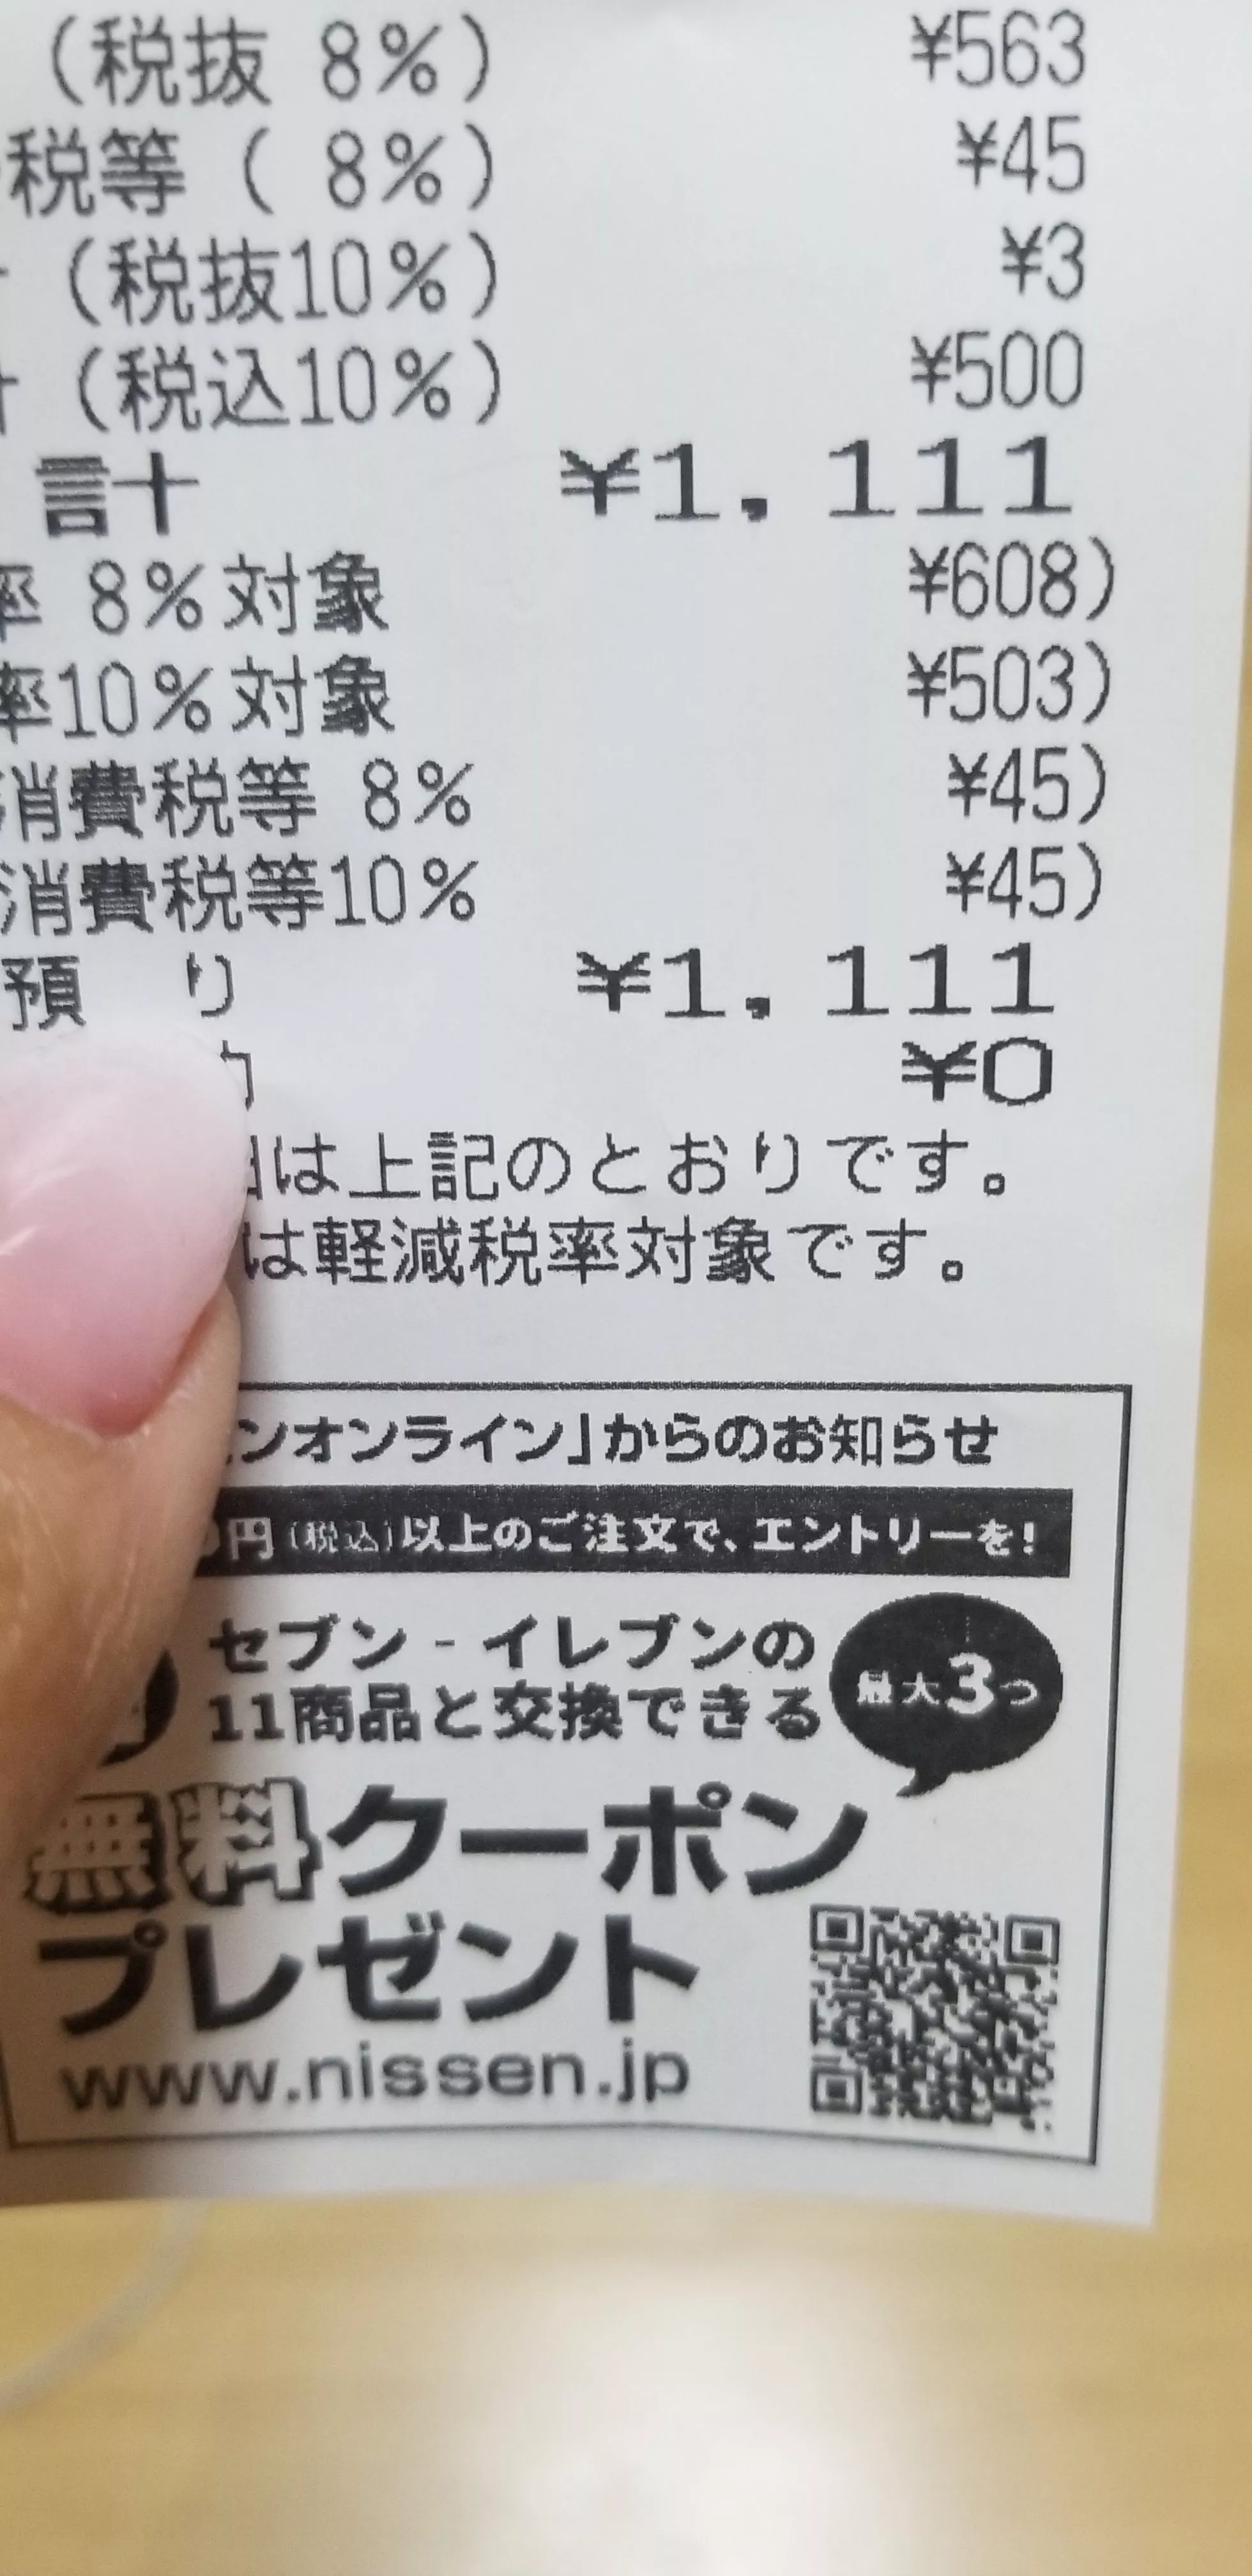 (税抜 8%) ¥563
税等( 8%) ¥45
(税抜10%) ¥3
(税込10%) ¥500
計 ¥1,111
率 8%対象 ¥608)
率10%対象 ¥503)
消費税等 8% ¥45)
消費税等10% ¥45)
預 り ¥1,111
¥0
は上記のとおりです。
は軽減税率対象です。
ンオンライン」からのお知らせ
円(税込)以上のご注文で、エントリーを!
セブン-イレブンの
11商品と交換できる
最大3つ
無料クーポン
プレゼント
www.nissen.jp